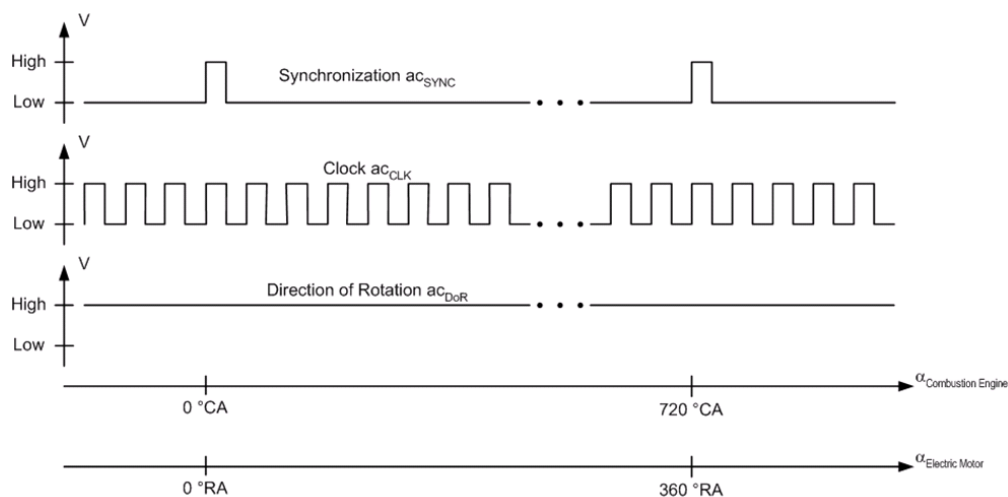 V
High
Synchronization ac_SYNC
Low
V
Clock ac_CLK
High
Low
V
Direction of Rotation ac_DoR
High
Low
α_Combustion Engine
0 °CA 720 °CA
α_Electric Motor
0 °RA 360 °RA